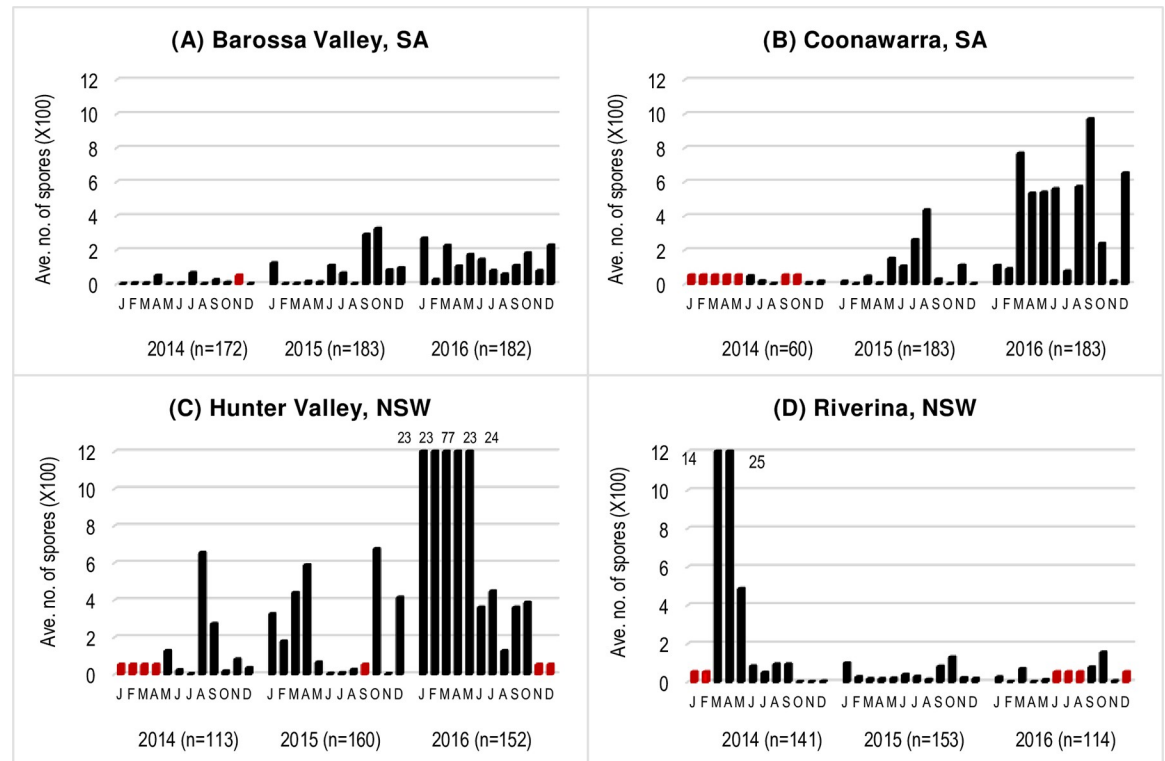 (A) Barossa Valley, SA
Ave. no. of spores (X100)
12
10
8
6
4
2
0
J F M A M J J A S O N D J F M A M J J A S O N D J F M A M J J A S O N D
2014 (n=172) 2015 (n=183) 2016 (n=182)
(B) Coonawarra, SA
Ave. no. of spores (X100)
12
10
8
6
4
2
0
J F M A M J J A S O N D J F M A M J J A S O N D J F M A M J J A S O N D
2014 (n=60) 2015 (n=183) 2016 (n=183)
(C) Hunter Valley, NSW
23 23 77 23 24
Ave. no. of spores (X100)
12
10
8
6
4
2
0
J F M A M J J A S O N D J F M A M J J A S O N D J F M A M J J A S O N D
2014 (n=113) 2015 (n=160) 2016 (n=152)
(D) Riverina, NSW
14 25
Ave. no. of spores (X100)
12
10
8
6
4
2
0
J F M A M J J A S O N D J F M A M J J A S O N D J F M A M J J A S O N D
2014 (n=141) 2015 (n=153) 2016 (n=114)